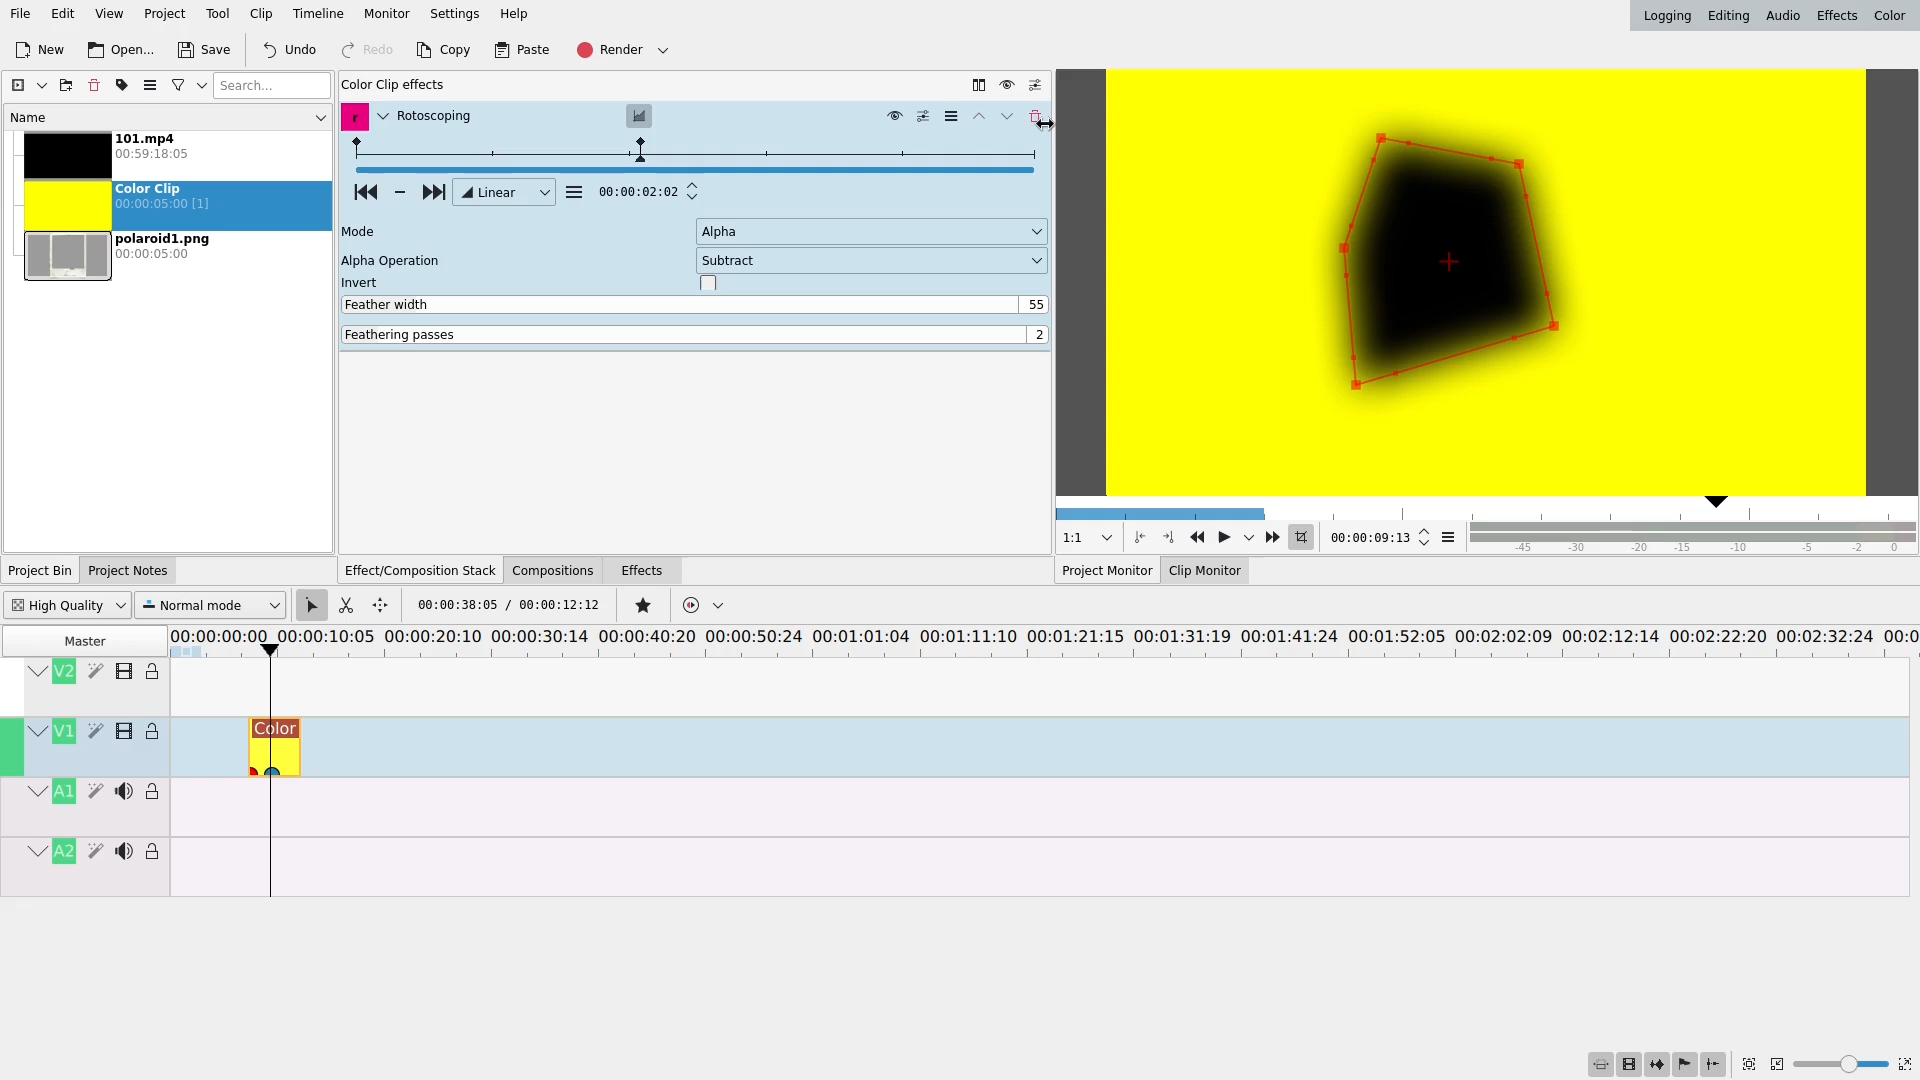 File Edit View Project Tool Clip Timeline Monitor Settings Help
Logging Editing Audio Effects Color
New Open... Save Undo Redo Copy Paste Render
Search...
Name
101.mp4
00:59:18:05
Color Clip
00:00:05:00 [1]
polaroid1.png
00:00:05:00
Color Clip effects
r Rotoscoping
Linear 00:00:02:02
Mode Alpha
Alpha Operation Subtract
Invert
Feather width 55
Feathering passes 2
1:1 00:00:09:13
-45 -30 -20 -15 -10 -5 -2 0
Project Bin Project Notes
Effect/Composition Stack Compositions Effects
Project Monitor Clip Monitor
High Quality Normal mode 00:00:38:05 / 00:00:12:12
Master
00:00:00:00 00:00:10:05 00:00:20:10 00:00:30:14 00:00:40:20 00:00:50:24 00:01:01:04 00:01:11:10 00:01:21:15 00:01:31:19 00:01:41:24 00:01:52:05 00:02:02:09 00:02:12:14 00:02:22:20 00:02:32:24 00:0
V2
V1
Color
A1
A2